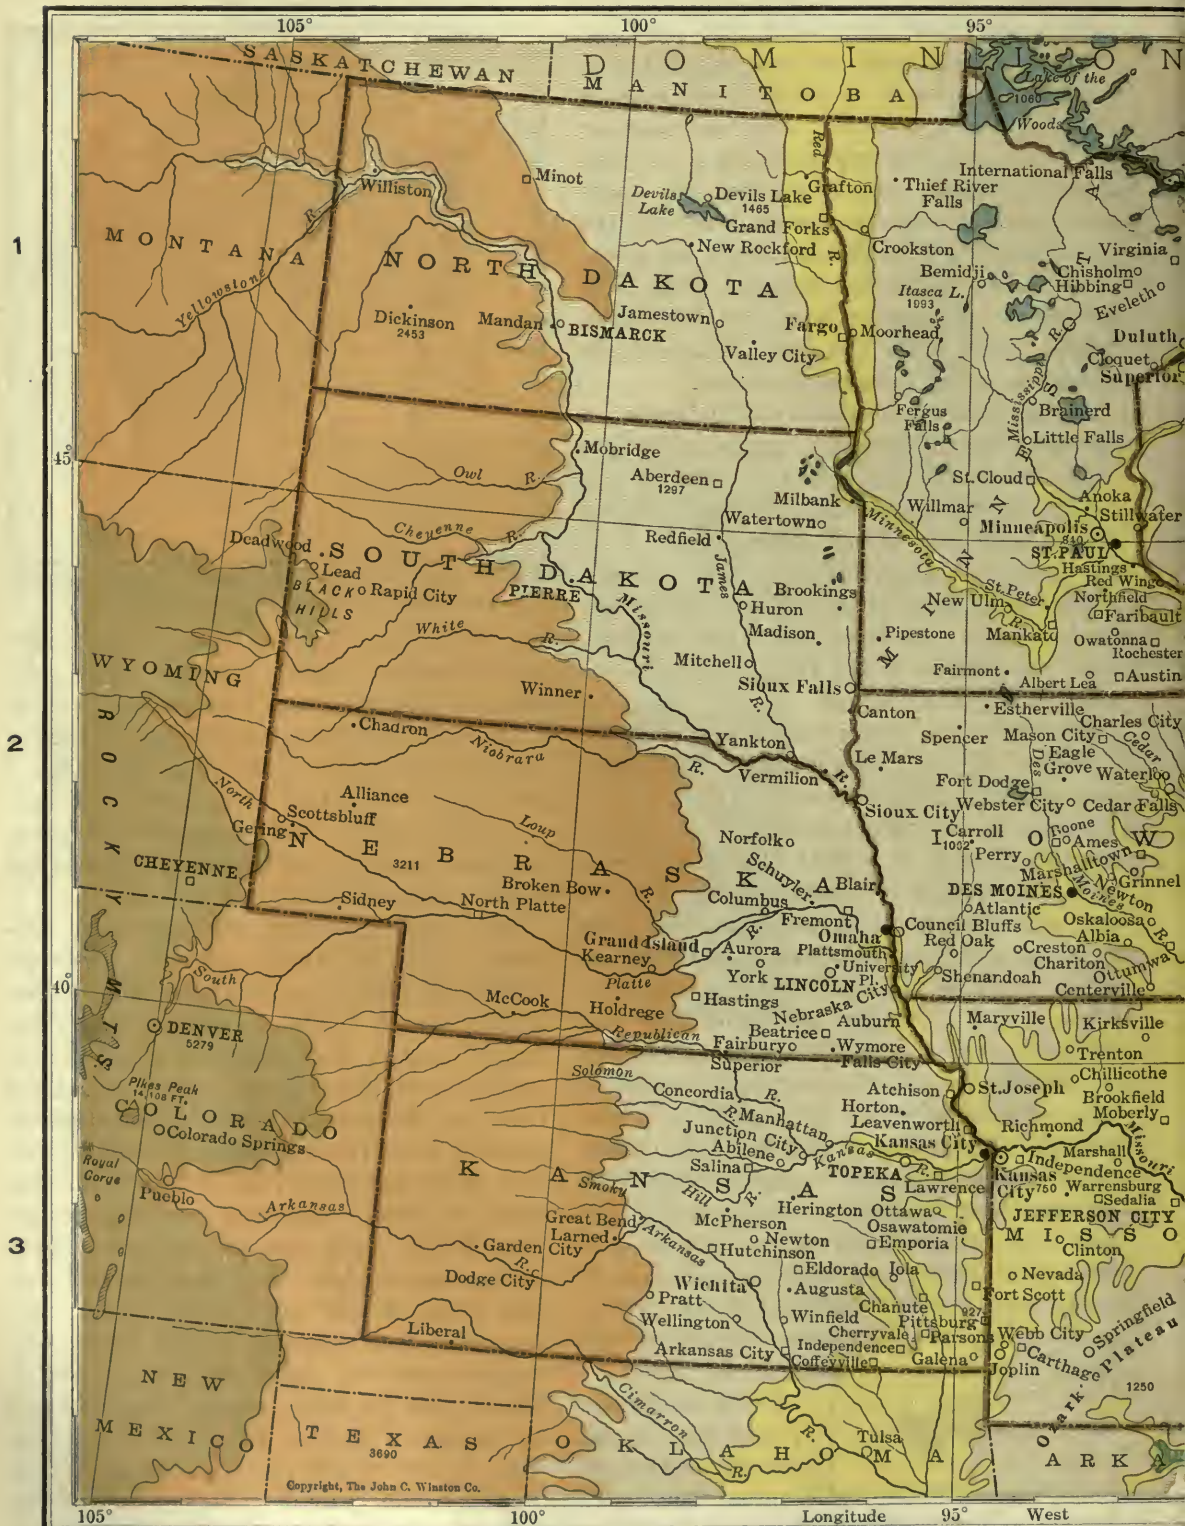 105° 100° 95°
SASKATCHEWAN DOMINION
MANITOBA
Lake of the
1060
Woods
International Falls
Red
Williston
Minot
Devils
Lake
Devils Lake
1465
Grafton
Thief River
Falls
Grand Forks
R.
R.
Crookston
New Rockford
1
MONTANA
NORTH DAKOTA
Virginia
Bemidji
Chisholm
Hibbing
Itasca L.
1993
Eveleth
Yellowstone
Dickinson
2453
Mandan
BISMARCK
Jamestown
Fargo
Moorhead
Valley City
Duluth
Cloquet
Superior
Mississippi
R.
Fergus
Falls
Brainerd
Little Falls
45°
Mobridge
Owl R.
Aberdeen
1297
St. Cloud
Milbank
Willmar
Anoka
Stillwater
Watertown
Minnesota
Minneapolis
840
ST. PAUL
Cheyenne R.
Deadwood
Redfield
Hastings
SOUTH DAKOTA
Lead
James
Red Wing
BLACK
HILLS
Rapid City
PIERRE
Brookings
St. Peter
Northfield
New Ulm
R.
Faribault
Missouri
Huron
White R.
Madison
Pipestone
Mankato
Owatonna
Rochester
MINNESOTA
WYOMING
Mitchell
Fairmont
Albert Lea
Austin
Winner
Sioux Falls
R.
Canton
Estherville
2
ROCKY MTS.
Chadron
Charles City
Spencer
Mason City
Cedar
Niobrara
R.
Yankton
Le Mars
Des
Eagle
Grove
Vermilion
R.
Waterloo
Fort Dodge
North
Alliance
Sioux City
Webster City
Cedar Falls
Scottsbluff
Gering
Loup
R.
Norfolk
IOW
Carroll
1002
Boone
Ames
NEBRASKA
3211
Perry
Marshalltown
CHEYENNE
Schuyler
Blair
Newton
Grinnel
Broken Bow
DES MOINES
Moines
Sidney
North Platte
Columbus
Atlantic
Fremont
Oskaloosa
R.
Omaha
Council Bluffs
Albia
R.
Grand Island
Red Oak
Creston
Kearney
Aurora
Plattsmouth
Chariton
South
University
Pl.
York
LINCOLN
Shenandoah
Ottumwa
40°
Platte
Nebraska City
Centerville
McCook
Holdrege
Hastings
DENVER
5279
Auburn
Maryville
Kirksville
Republican
Beatrice
Fairbury
Wymore
Trenton
Superior
Falls City
Solomon
R.
Pikes Peak
14,108 FT.
Concordia
Atchison
St. Joseph
Chillicothe
COLORADO
R.
Manhattan
Horton
Brookfield
Moberly
Colorado Springs
Junction City
Leavenworth
Richmond
Missouri
Abilene
Kansas City
Royal
Gorge
KANSAS
Salina
Kansas R.
TOPEKA
Marshall
Independence
Kansas
City 750
Pueblo
Smoky Hill R.
Lawrence
Warrensburg
Sedalia
Arkansas
Herington
Ottawa
JEFFERSON CITY
Great Bend
McPherson
Osawatomie
MISSO
3
Larned
Arkansas
Newton
Emporia
Clinton
Garden
City
R.
Hutchinson
Eldorado
Iola
Nevada
Dodge City
Wichita
Augusta
Fort Scott
Pratt
Chanute
927
Springfield
Wellington
Winfield
Pittsburg
Cherryvale
Parsons
Webb City
Liberal
Independence
Arkansas City
Galena
Carthage
Coffeyville
Joplin
Ozark Plateau
1250
NEW
MEXICO
Cimarron
R.
R.
Tulsa
TEXAS
3690
OKLAHOMA
ARKA
Copyright, The John C. Winston Co.
105° 100° Longitude 95° West